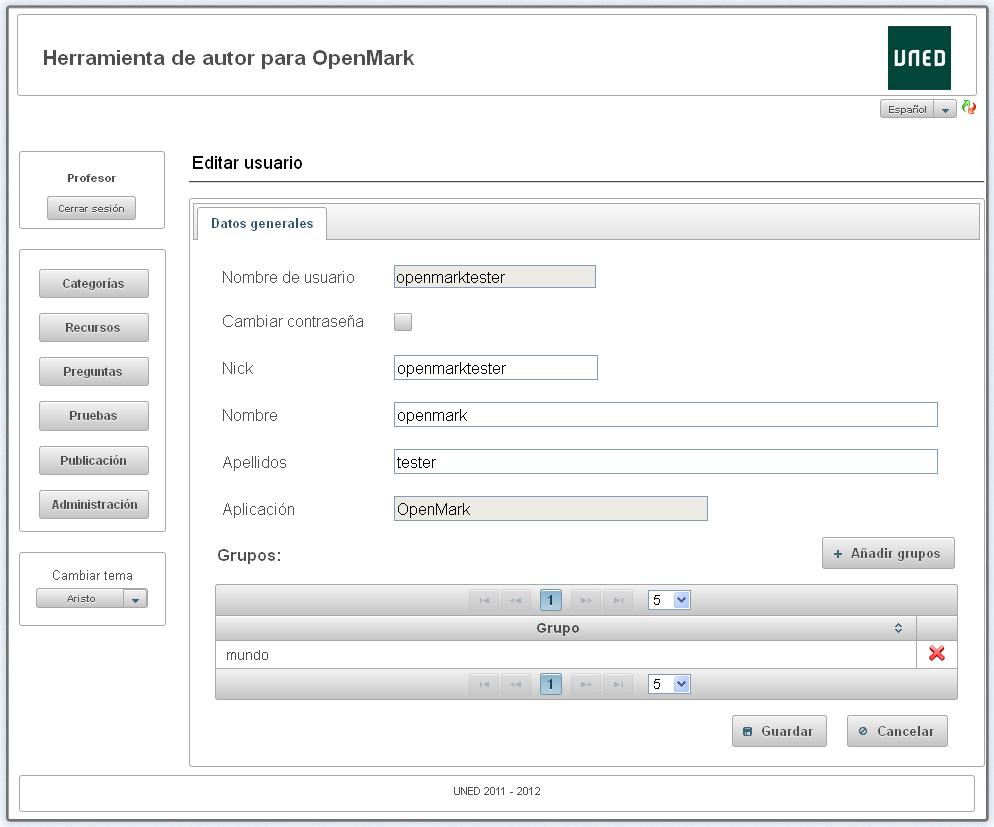 Herramienta de autor para OpenMark
UNED
Español
Profesor
Cerrar sesión
Categorías
Recursos
Preguntas
Pruebas
Publicación
Administración
Cambiar tema
Aristo
Editar usuario
Datos generales
Nombre de usuario openmarktester
Cambiar contraseña
Nick openmarktester
Nombre openmark
Apellidos tester
Aplicación OpenMark
Grupos: Añadir grupos
1 5
Grupo
mundo
1 5
Guardar Cancelar
UNED 2011 - 2012